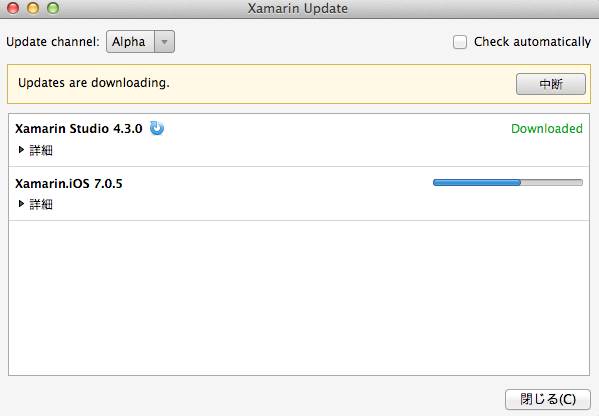 Xamarin Update
Update channel: Alpha Check automatically
Updates are downloading. 中断
Xamarin Studio 4.3.0 Downloaded
詳細
Xamarin.iOS 7.0.5
詳細
閉じる(C)